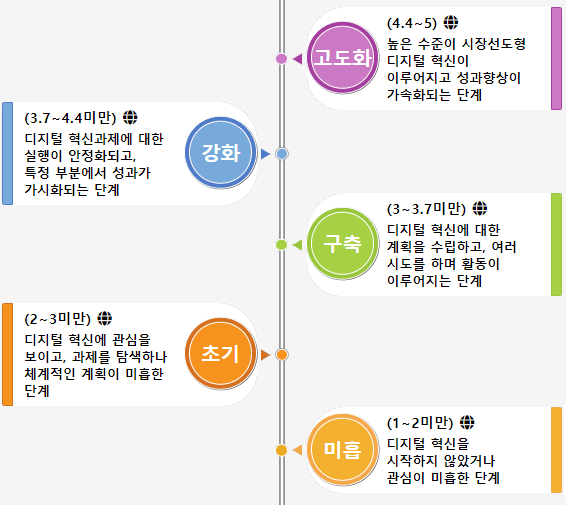 고도화
(4.4~5)
높은 수준이 시장선도형
디지털 혁신이
이루어지고 성과향상이
가속화되는 단계
(3.7~4.4미만)
디지털 혁신과제에 대한
실행이 안정화되고,
특정 부분에서 성과가
가시화되는 단계
강화
구축
(3~3.7미만)
디지털 혁신에 대한
계획을 수립하고, 여러
시도를 하며 활동이
이루어지는 단계
(2~3미만)
디지털 혁신에 관심을
보이고, 과제를 탐색하나
체계적인 계획이 미흡한
단계
초기
미흡
(1~2미만)
디지털 혁신을
시작하지 않았거나
관심이 미흡한 단계